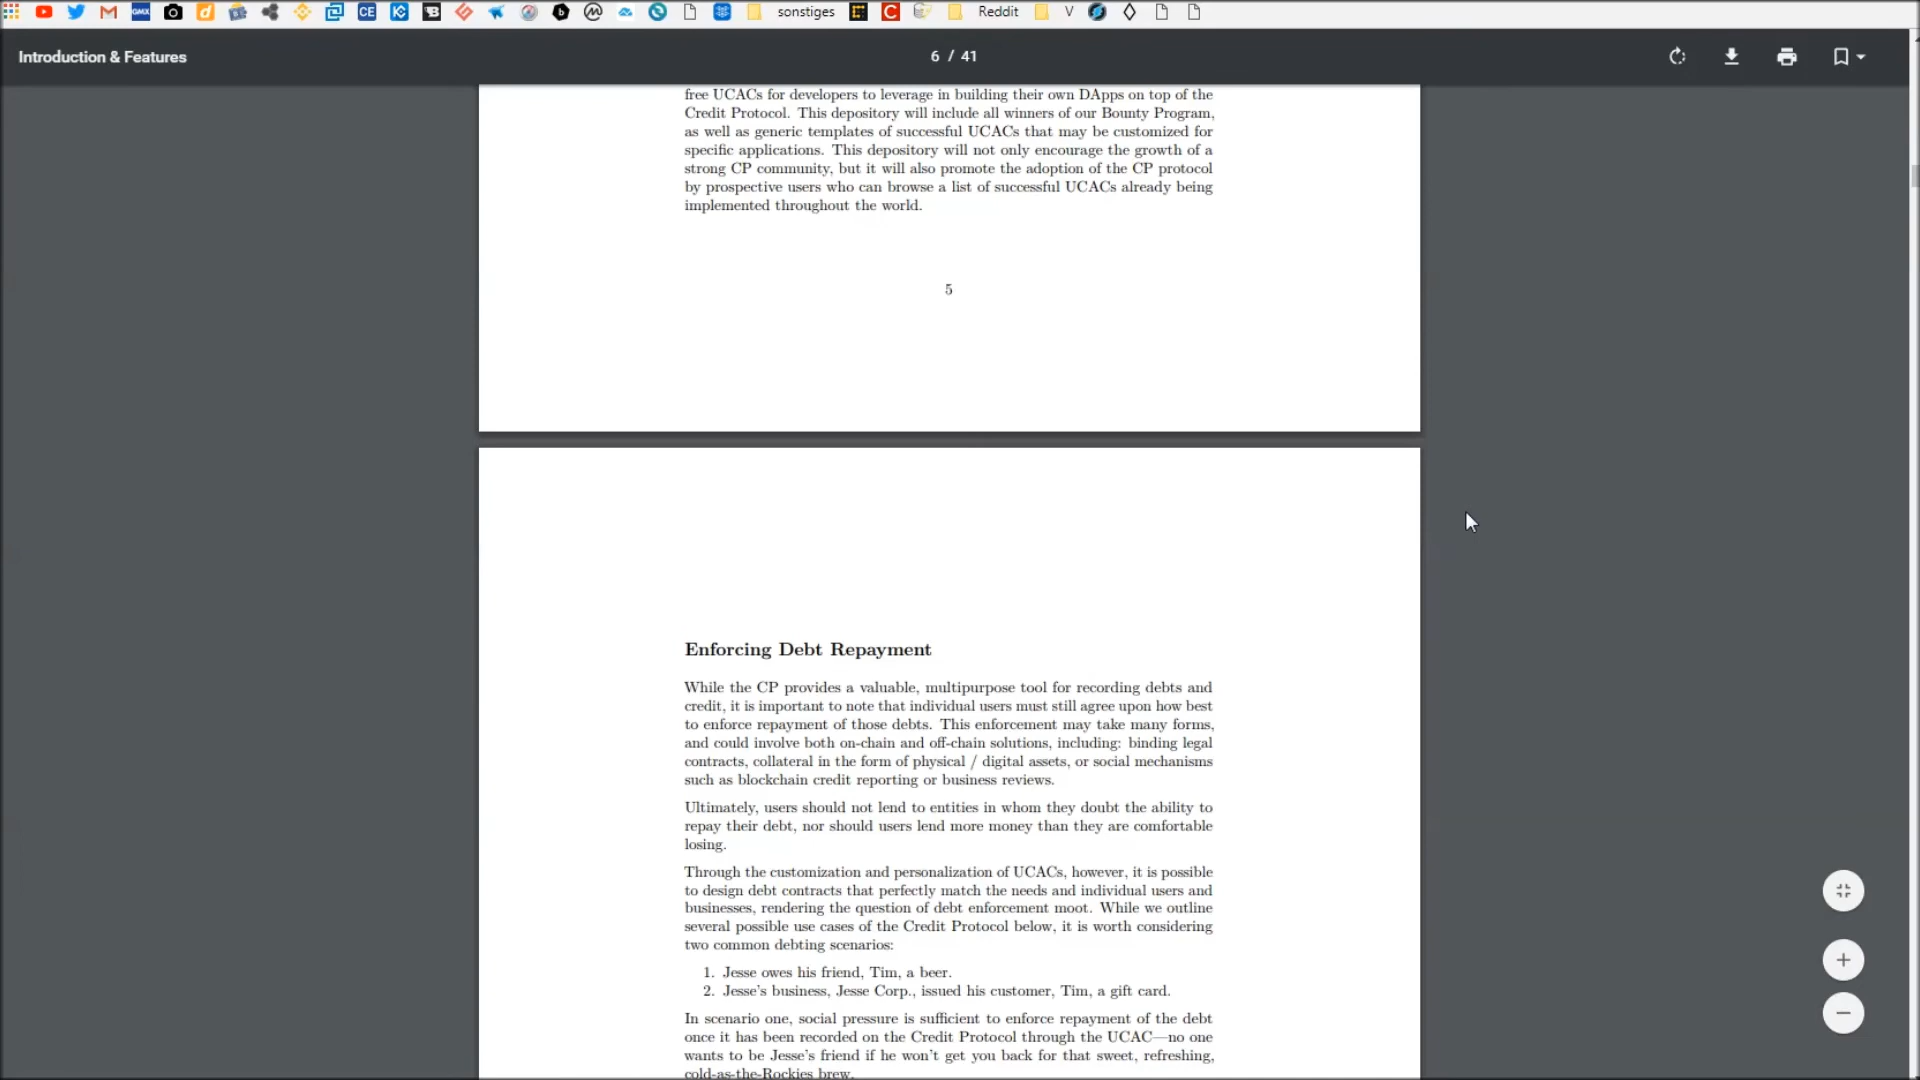 GMX
CE
sonstiges
C
Reddit
V
Introduction & Features
6 / 41
free UCACs for developers to leverage in building their own DApps on top of the
Credit Protocol. This depository will include all winners of our Bounty Program,
as well as generic templates of successful UCACs that may be customized for
specific applications. This depository will not only encourage the growth of a
strong CP community, but it will also promote the adoption of the CP protocol
by prospective users who can browse a list of successful UCACs already being
implemented throughout the world.
5
Enforcing Debt Repayment
While the CP provides a valuable, multipurpose tool for recording debts and
credit, it is important to note that individual users must still agree upon how best
to enforce repayment of those debts. This enforcement may take many forms,
and could involve both on-chain and off-chain solutions, including: binding legal
contracts, collateral in the form of physical / digital assets, or social mechanisms
such as blockchain credit reporting or business reviews.
Ultimately, users should not lend to entities in whom they doubt the ability to
repay their debt, nor should users lend more money than they are comfortable
losing.
Through the customization and personalization of UCACs, however, it is possible
to design debt contracts that perfectly match the needs and individual users and
businesses, rendering the question of debt enforcement moot. While we outline
several possible use cases of the Credit Protocol below, it is worth considering
two common debting scenarios:
1. Jesse owes his friend, Tim, a beer.
2. Jesse's business, Jesse Corp., issued his customer, Tim, a gift card.
In scenario one, social pressure is sufficient to enforce repayment of the debt
once it has been recorded on the Credit Protocol through the UCAC—no one
wants to be Jesse's friend if he won't get you back for that sweet, refreshing,
cold-as-the-Rockies brew.